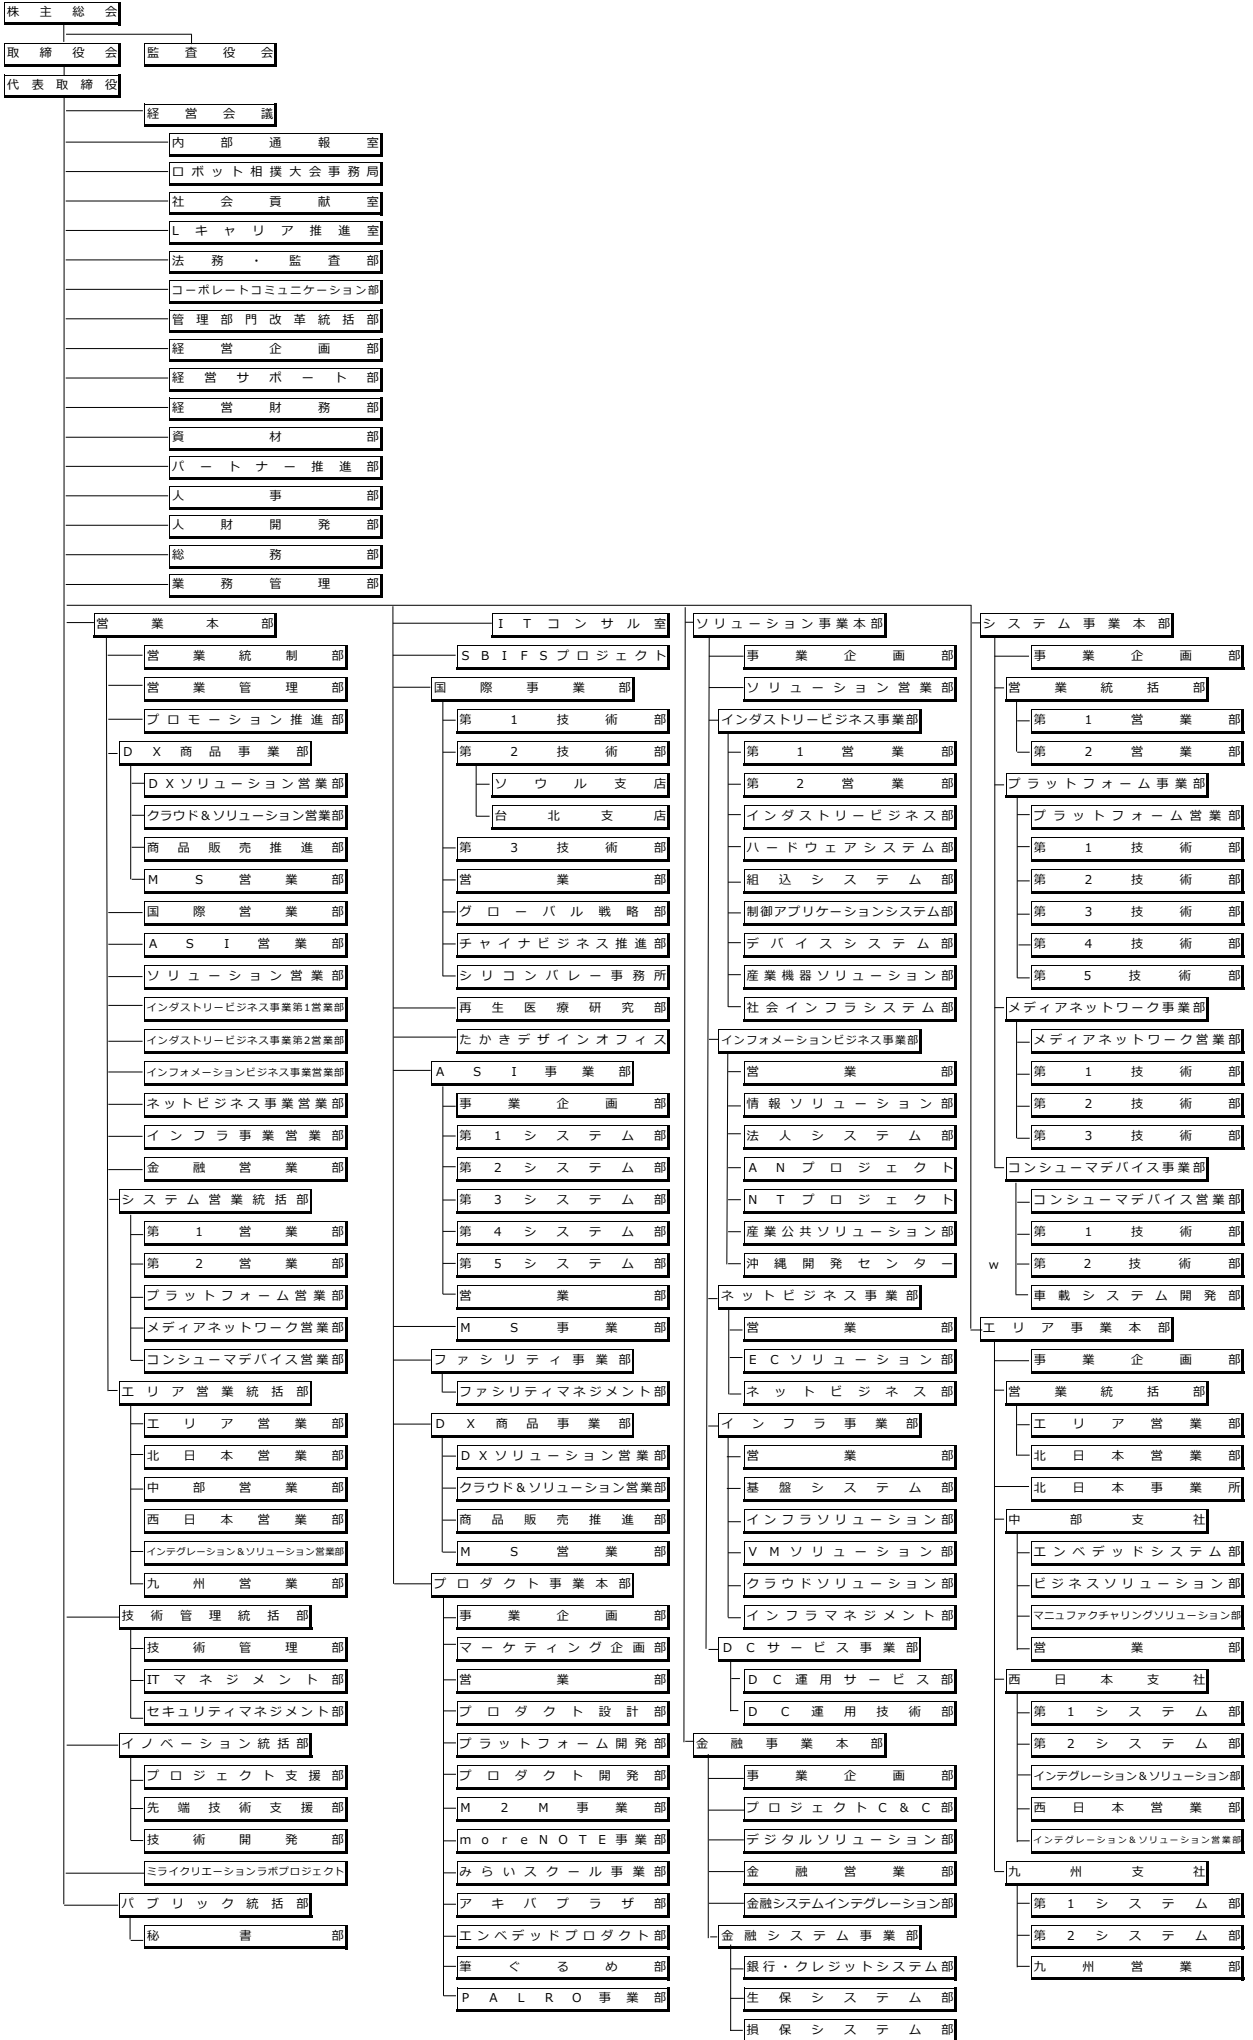 株主総会
取締役会
監査役会
代表取締役
経営会議
内部通報室
ロボット相撲大会事務局
社会貢献室
Lキャリア推進室
法務・監査部
コーポレートコミュニケーション部
管理部門改革統括部
経営企画部
経営サポート部
経営財務部
資材部
パートナー推進部
人事部
人財開発部
総務部
業務管理部
営業本部
営業統制部
営業管理部
プロモーション推進部
DX商品事業部
DXソリューション営業部
クラウド&ソリューション営業部
商品販売推進部
MS営業部
国際営業部
ASI営業部
ソリューション営業部
インダストリービジネス事業第1営業部
インダストリービジネス事業第2営業部
インフォメーションビジネス事業営業部
ネットビジネス事業営業部
インフラ事業営業部
金融営業部
システム営業統括部
第1営業部
第2営業部
プラットフォーム営業部
メディアネットワーク営業部
コンシューマデバイス営業部
エリア営業統括部
エリア営業部
北日本営業部
中部営業部
西日本営業部
インテグレーション&ソリューション営業部
九州営業部
技術管理統括部
技術管理部
ITマネジメント部
セキュリティマネジメント部
イノベーション統括部
プロジェクト支援部
先端技術支援部
技術開発部
ミライクリエーションラボプロジェクト
パブリック統括部
秘書部
ITコンサル室
SBIFSプロジェクト
国際事業部
第1技術部
第2技術部
ソウル支店
台北支店
第3技術部
営業部
グローバル戦略部
チャイナビジネス推進部
シリコンバレー事務所
再生医療研究部
たかきデザインオフィス
ASI事業部
事業企画部
第1システム部
第2システム部
第3システム部
第4システム部
第5システム部
営業部
MS事業部
ファシリティ事業部
ファシリティマネジメント部
DX商品事業部
DXソリューション営業部
クラウド&ソリューション営業部
商品販売推進部
MS営業部
プロダクト事業本部
事業企画部
マーケティング企画部
営業部
プロダクト設計部
プラットフォーム開発部
プロダクト開発部
M2M事業部
moreNOTE事業部
みらいスクール事業部
アキバプラザ部
エンベデッドプロダクト部
筆ぐるめ部
PALRO事業部
ソリューション事業本部
事業企画部
ソリューション営業部
インダストリービジネス事業部
第1営業部
第2営業部
インダストリービジネス部
ハードウェアシステム部
組込システム部
制御アプリケーションシステム部
デバイスシステム部
産業機器ソリューション部
社会インフラシステム部
インフォメーションビジネス事業部
営業部
情報ソリューション部
法人システム部
ANプロジェクト
NTプロジェクト
産業公共ソリューション部
沖縄開発センター
ネットビジネス事業部
営業部
ECソリューション部
ネットビジネス部
インフラ事業部
営業部
基盤システム部
インフラソリューション部
VMソリューション部
クラウドソリューション部
インフラマネジメント部
DCサービス事業部
DC運用サービス部
DC運用技術部
金融事業本部
事業企画部
プロジェクトC&C部
デジタルソリューション部
金融営業部
金融システムインテグレーション部
金融システム事業部
銀行・クレジットシステム部
生保システム部
損保システム部
システム事業本部
事業企画部
営業統括部
第1営業部
第2営業部
プラットフォーム事業部
プラットフォーム営業部
第1技術部
第2技術部
第3技術部
第4技術部
第5技術部
メディアネットワーク事業部
メディアネットワーク営業部
第1技術部
第2技術部
第3技術部
コンシューマデバイス事業部
コンシューマデバイス営業部
第1技術部
w
第2技術部
車載システム開発部
エリア事業本部
事業企画部
営業統括部
エリア営業部
北日本営業部
北日本事業所
中部支社
エンベデッドシステム部
ビジネスソリューション部
マニュファクチャリングソリューション部
営業部
西日本支社
第1システム部
第2システム部
インテグレーション&ソリューション部
西日本営業部
インテグレーション&ソリューション営業部
九州支社
第1システム部
第2システム部
九州営業部